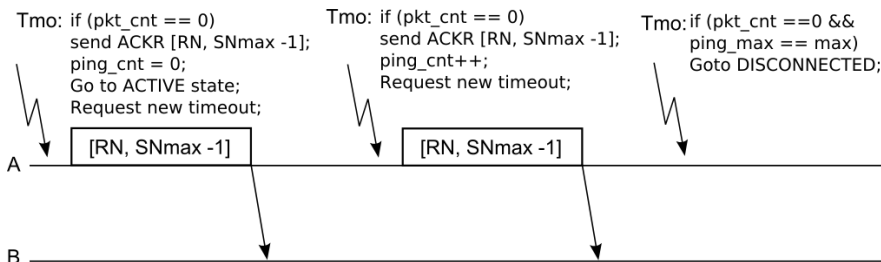 Tmo: if (pkt_cnt == 0)
send ACKR [RN, SNmax -1];
ping_cnt = 0;
Go to ACTIVE state;
Request new timeout;
Tmo: if (pkt_cnt == 0)
send ACKR [RN, SNmax -1];
ping_cnt++;
Request new timeout;
Tmo: if (pkt_cnt ==0 &&
ping_max == max)
Goto DISCONNECTED;
[RN, SNmax -1]
[RN, SNmax -1]
A
B